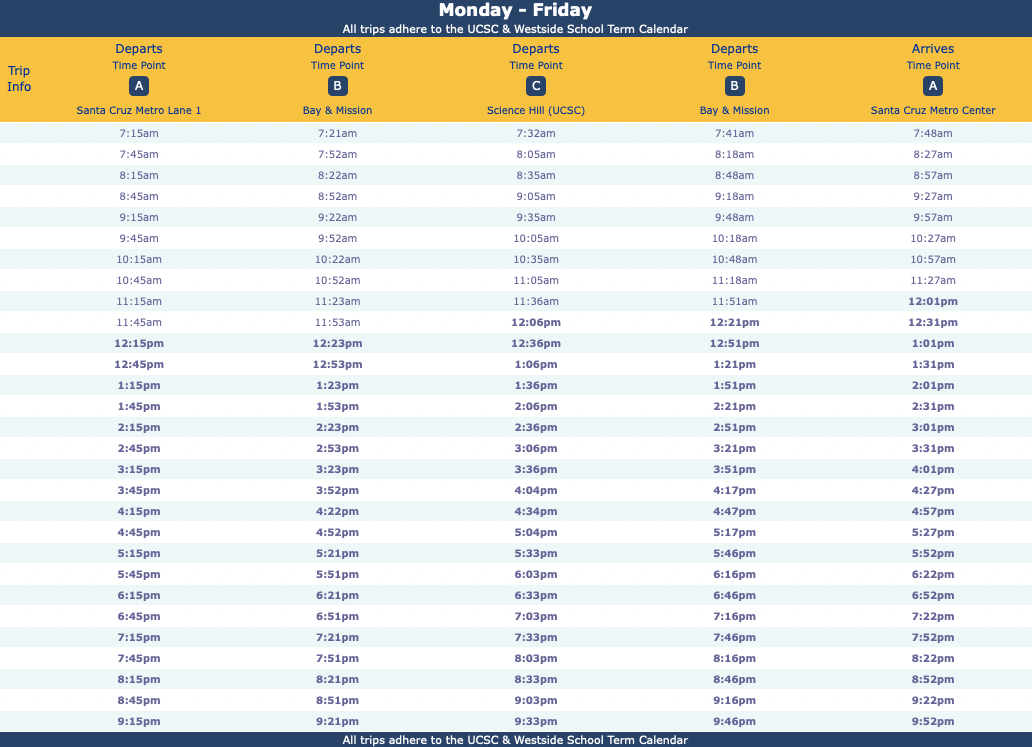 Monday - Friday
All trips adhere to the UCSC & Westside School Term Calendar
Trip Info Departs Departs Departs Departs Arrives
Time Point Time Point Time Point Time Point Time Point
A B C B A
Santa Cruz Metro Lane 1 Bay & Mission Science Hill (UCSC) Bay & Mission Santa Cruz Metro Center
7:15am 7:21am 7:32am 7:41am 7:48am
7:45am 7:52am 8:05am 8:18am 8:27am
8:15am 8:22am 8:35am 8:48am 8:57am
8:45am 8:52am 9:05am 9:18am 9:27am
9:15am 9:22am 9:35am 9:48am 9:57am
9:45am 9:52am 10:05am 10:18am 10:27am
10:15am 10:22am 10:35am 10:48am 10:57am
10:45am 10:52am 11:05am 11:18am 11:27am
11:15am 11:23am 11:36am 11:51am 12:01pm
11:45am 11:53am 12:06pm 12:21pm 12:31pm
12:15pm 12:23pm 12:36pm 12:51pm 1:01pm
12:45pm 12:53pm 1:06pm 1:21pm 1:31pm
1:15pm 1:23pm 1:36pm 1:51pm 2:01pm
1:45pm 1:53pm 2:06pm 2:21pm 2:31pm
2:15pm 2:23pm 2:36pm 2:51pm 3:01pm
2:45pm 2:53pm 3:06pm 3:21pm 3:31pm
3:15pm 3:23pm 3:36pm 3:51pm 4:01pm
3:45pm 3:52pm 4:04pm 4:17pm 4:27pm
4:15pm 4:22pm 4:34pm 4:47pm 4:57pm
4:45pm 4:52pm 5:04pm 5:17pm 5:27pm
5:15pm 5:21pm 5:33pm 5:46pm 5:52pm
5:45pm 5:51pm 6:03pm 6:16pm 6:22pm
6:15pm 6:21pm 6:33pm 6:46pm 6:52pm
6:45pm 6:51pm 7:03pm 7:16pm 7:22pm
7:15pm 7:21pm 7:33pm 7:46pm 7:52pm
7:45pm 7:51pm 8:03pm 8:16pm 8:22pm
8:15pm 8:21pm 8:33pm 8:46pm 8:52pm
8:45pm 8:51pm 9:03pm 9:16pm 9:22pm
9:15pm 9:21pm 9:33pm 9:46pm 9:52pm
All trips adhere to the UCSC & Westside School Term Calendar